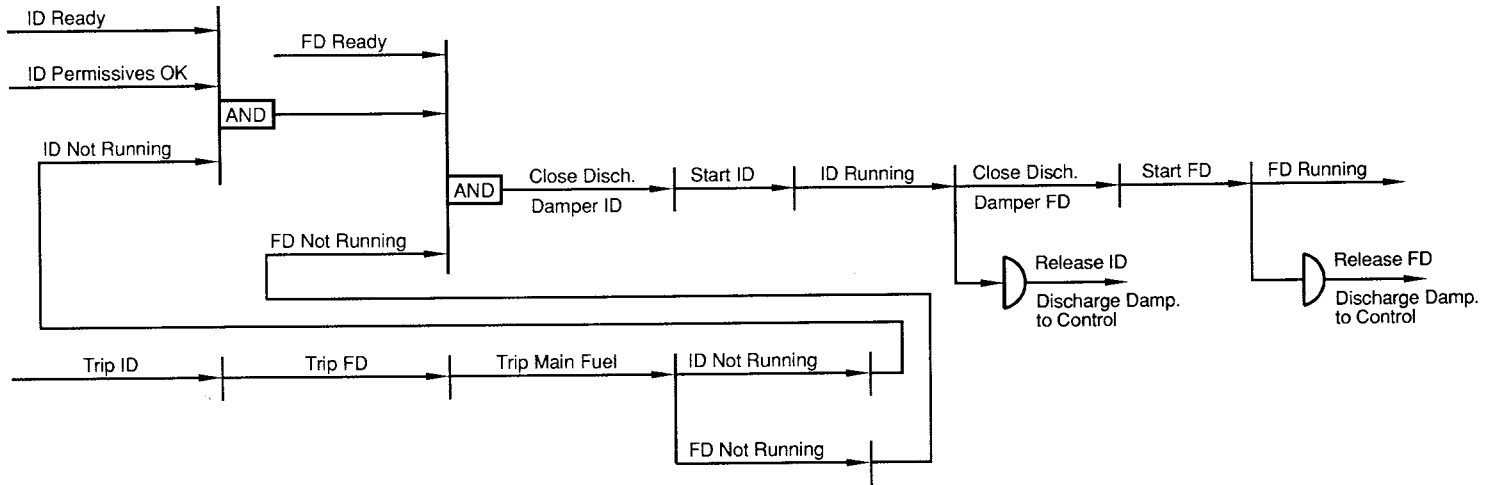 ID Ready
FD Ready
ID Permissives OK
AND
ID Not Running
AND
Close Disch.
Damper ID
Start ID
ID Running
Close Disch.
Damper FD
Start FD
FD Running
FD Not Running
Release ID
Discharge Damp.
to Control
Release FD
Discharge Damp.
to Control
Trip ID
Trip FD
Trip Main Fuel
ID Not Running
FD Not Running